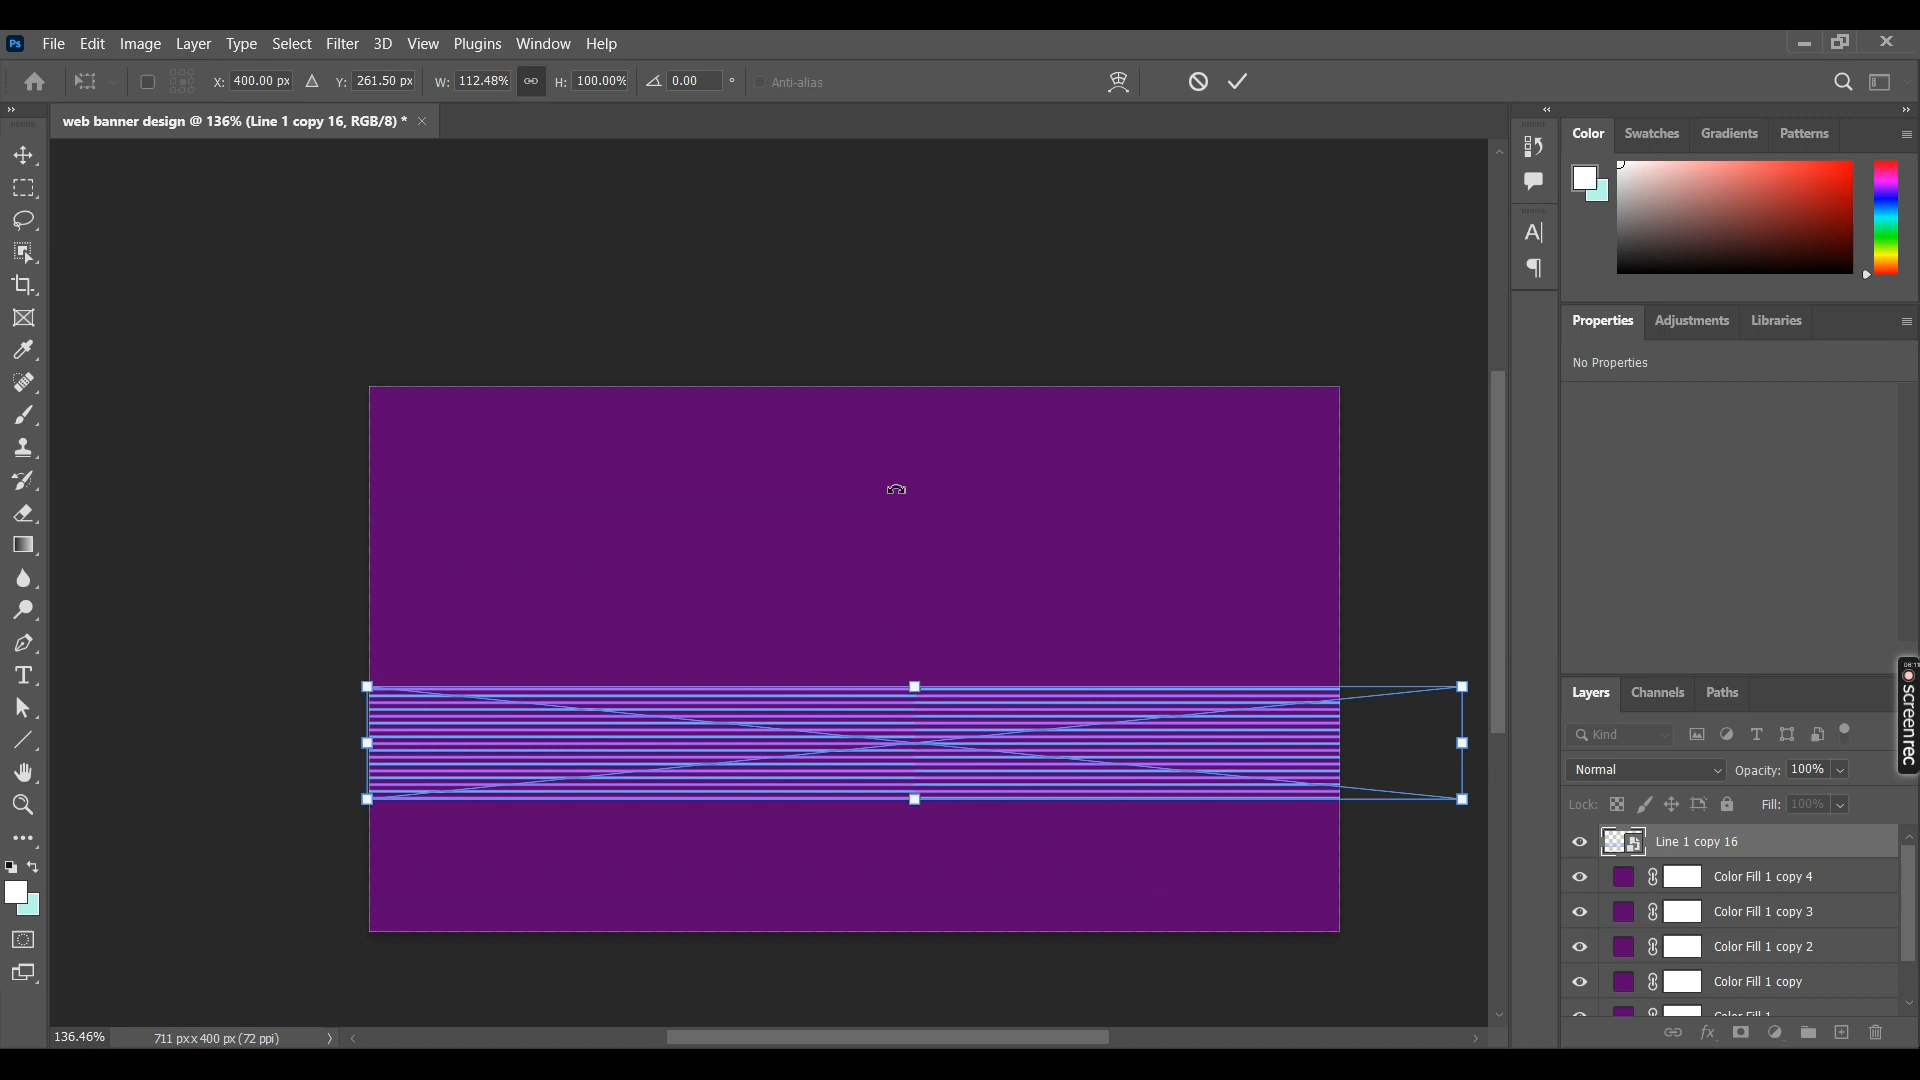 Ps File Edit Image Layer Type Select Filter 3D View Plugins Window Help
X: 400.00 px Y: 261.50 px W: 112.48% H: 100.00% 0.00 ° Anti-alias
web banner design @ 136% (Line 1 copy 16, RGB/8) *
Color Swatches Gradients Patterns
Properties Adjustments Libraries
No Properties
Layers Channels Paths
Kind
Normal Opacity: 100%
Lock: Fill: 100%
Line 1 copy 16
Color Fill 1 copy 4
Color Fill 1 copy 3
Color Fill 1 copy 2
Color Fill 1 copy
Color Fill 1
136.46% 711 px x 400 px (72 ppi)
screenrec